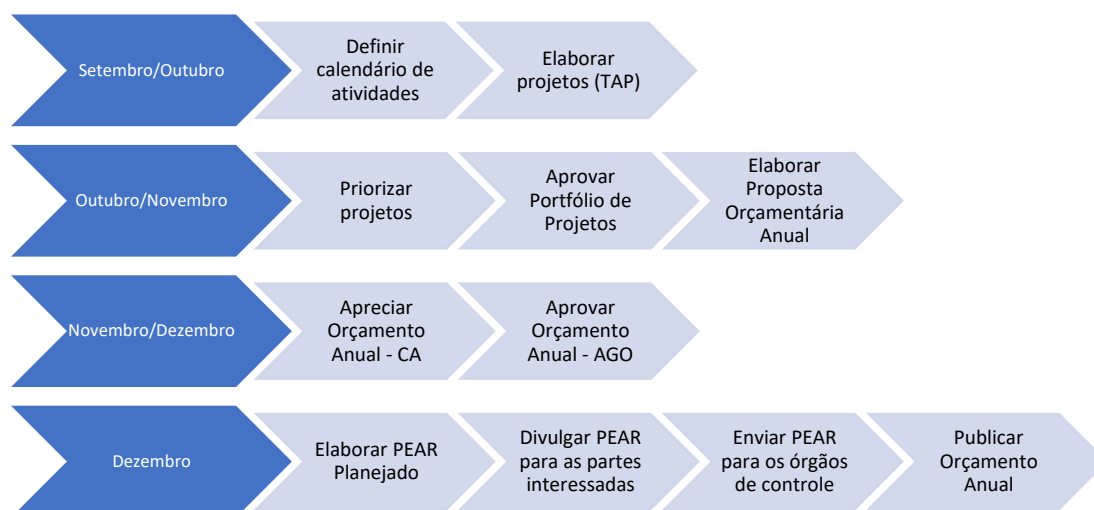 Setembro/Outubro
Definir
calendário de
atividades
Elaborar
projetos (TAP)
Outubro/Novembro
Priorizar
projetos
Aprovar
Portfólio de
Projetos
Elaborar
Proposta
Orçamentária
Anual
Novembro/Dezembro
Apreciar
Orçamento
Anual - CA
Aprovar
Orçamento
Anual - AGO
Dezembro
Elaborar PEAR
Planejado
Divulgar PEAR
para as partes
interessadas
Enviar PEAR
para os órgãos
de controle
Publicar
Orçamento
Anual